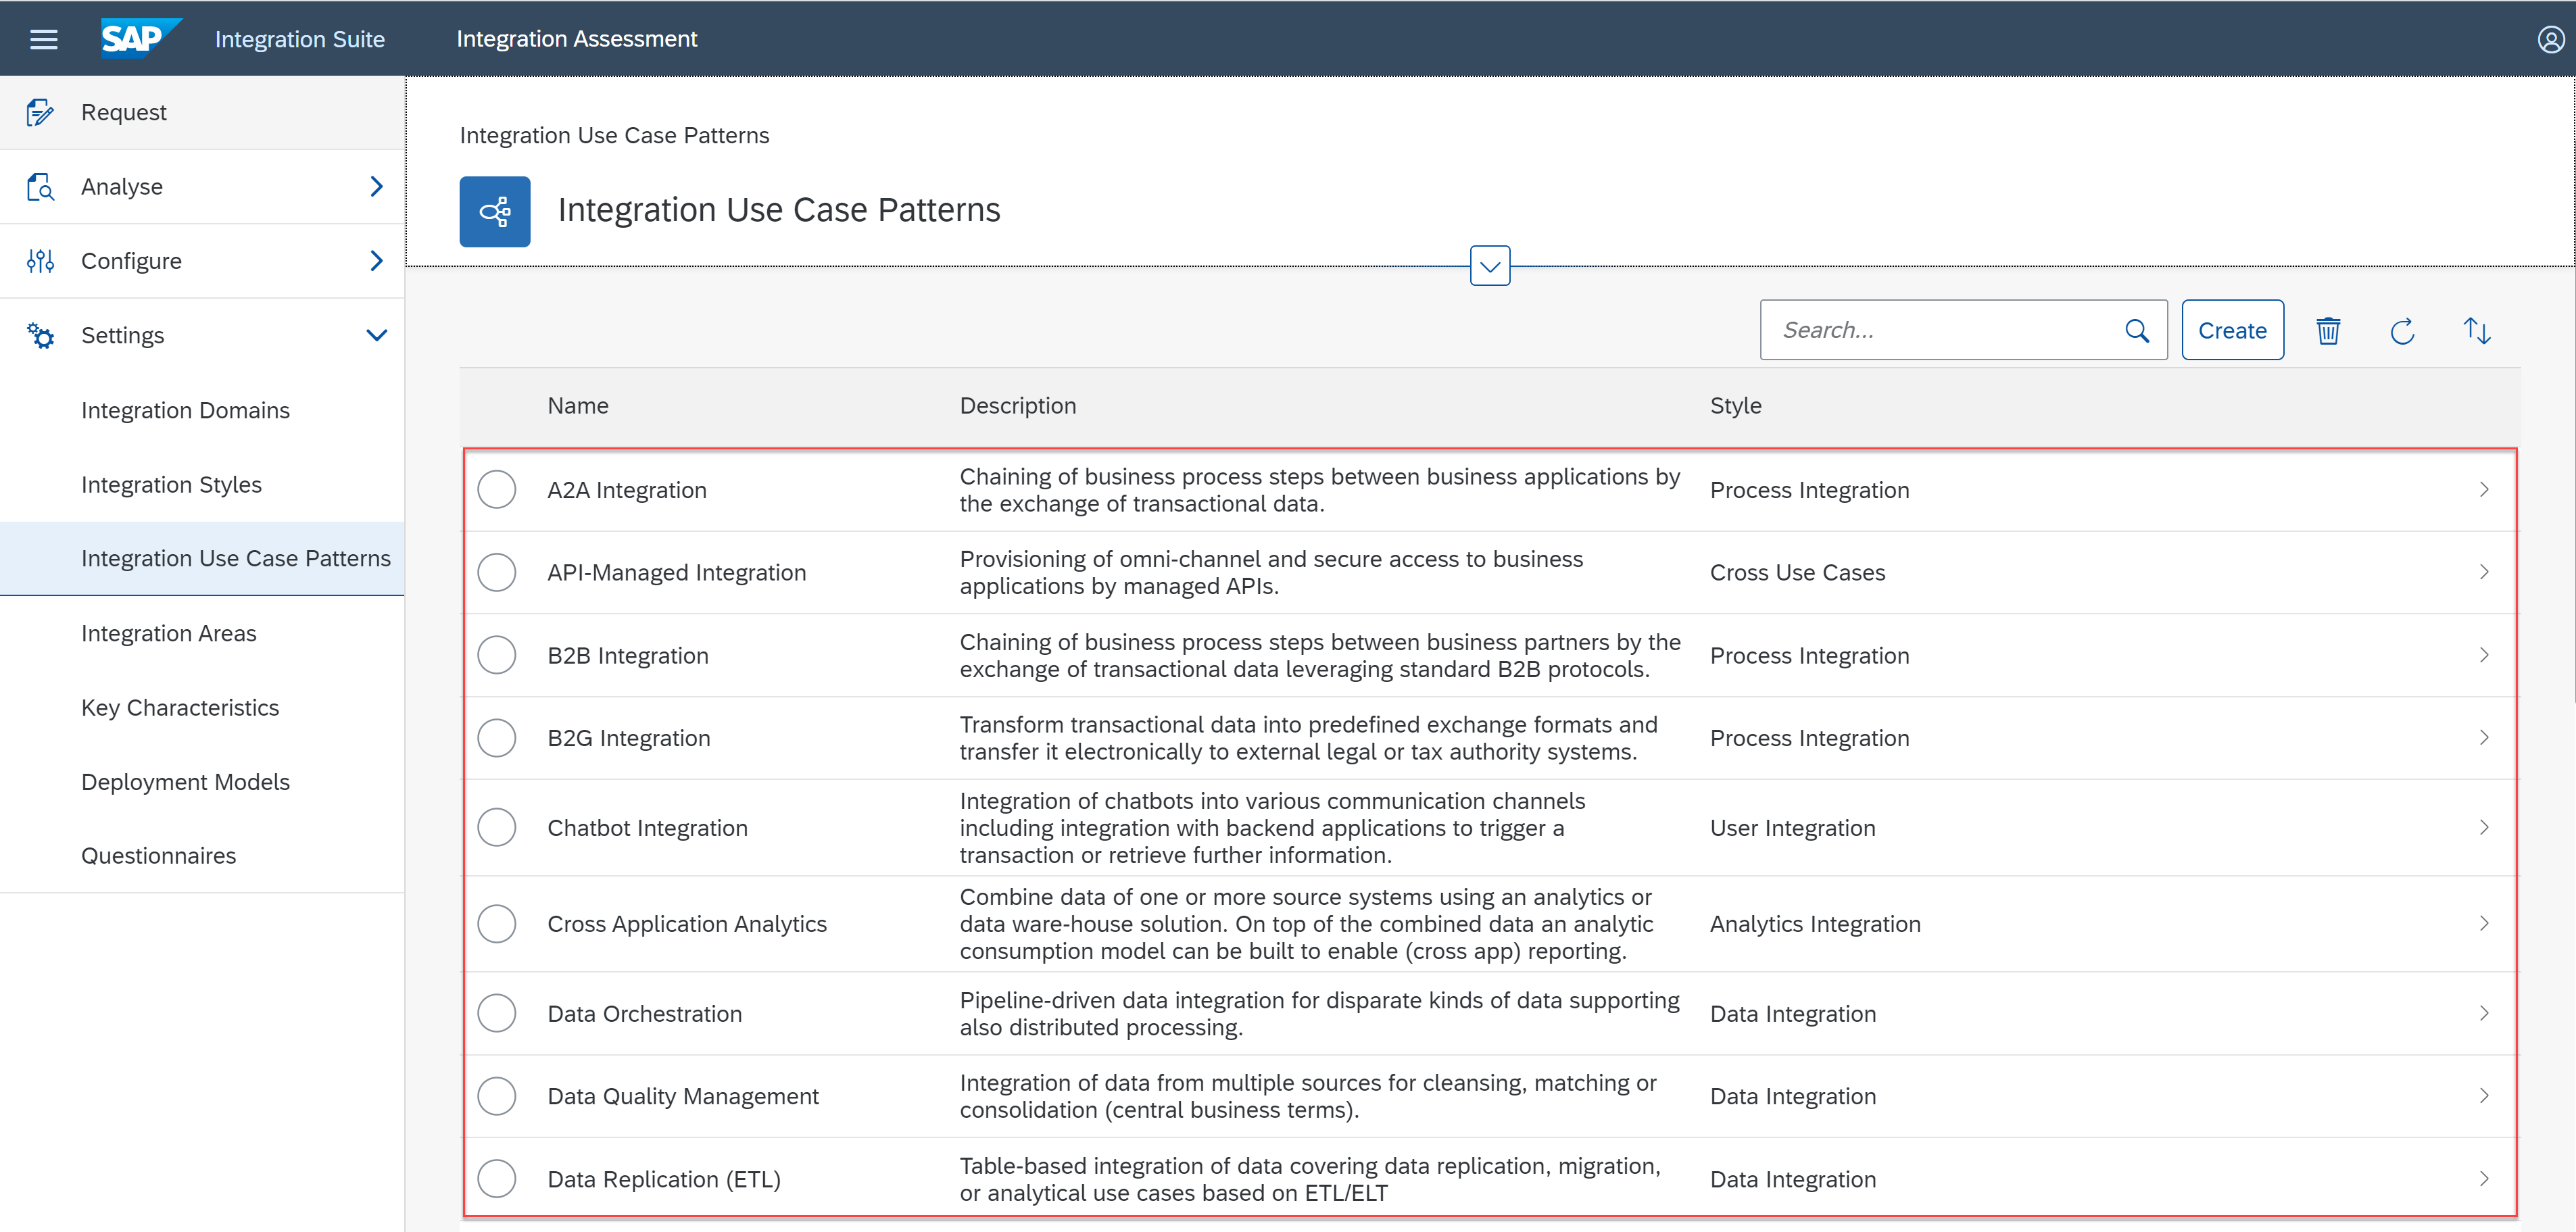 SAP Integration Suite Integration Assessment
Request
Analyse
Configure
Settings
Integration Domains
Integration Styles
Integration Use Case Patterns
Integration Areas
Key Characteristics
Deployment Models
Questionnaires
Integration Use Case Patterns
Integration Use Case Patterns
Search... Create
Name Description Style
A2A Integration
Chaining of business process steps between business applications by
the exchange of transactional data.
Process Integration
API-Managed Integration
Provisioning of omni-channel and secure access to business
applications by managed APIs.
Cross Use Cases
B2B Integration
Chaining of business process steps between business partners by the
exchange of transactional data leveraging standard B2B protocols.
Process Integration
B2G Integration
Transform transactional data into predefined exchange formats and
transfer it electronically to external legal or tax authority systems.
Process Integration
Chatbot Integration
Integration of chatbots into various communication channels
including integration with backend applications to trigger a
transaction or retrieve further information.
User Integration
Cross Application Analytics
Combine data of one or more source systems using an analytics or
data ware-house solution. On top of the combined data an analytic
consumption model can be built to enable (cross app) reporting.
Analytics Integration
Data Orchestration
Pipeline-driven data integration for disparate kinds of data supporting
also distributed processing.
Data Integration
Data Quality Management
Integration of data from multiple sources for cleansing, matching or
consolidation (central business terms).
Data Integration
Data Replication (ETL)
Table-based integration of data covering data replication, migration,
or analytical use cases based on ETL/ELT
Data Integration